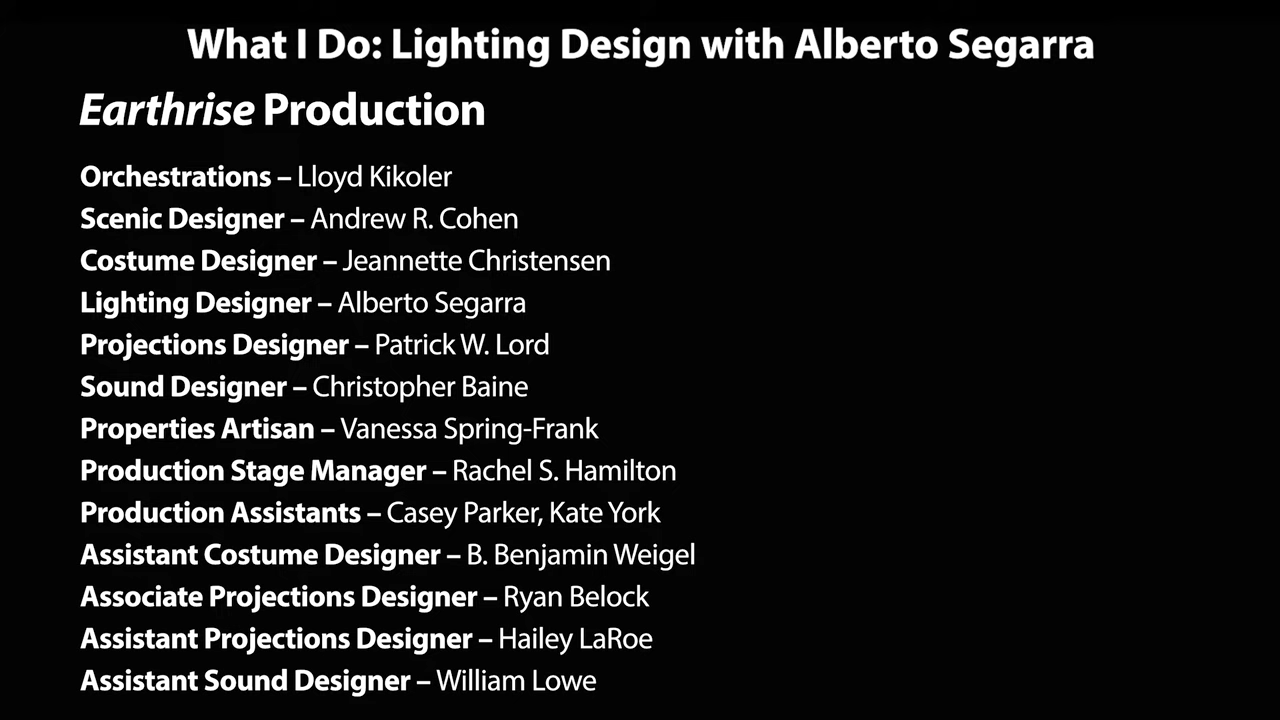 What I Do: Lighting Design with Alberto Segarra
Earthrise Production
Orchestrations – Lloyd Kikoler
Scenic Designer – Andrew R. Cohen
Costume Designer – Jeannette Christensen
Lighting Designer – Alberto Segarra
Projections Designer – Patrick W. Lord
Sound Designer – Christopher Baine
Properties Artisan – Vanessa Spring-Frank
Production Stage Manager – Rachel S. Hamilton
Production Assistants – Casey Parker, Kate York
Assistant Costume Designer – B. Benjamin Weigel
Associate Projections Designer – Ryan Belock
Assistant Projections Designer – Hailey LaRoe
Assistant Sound Designer – William Lowe